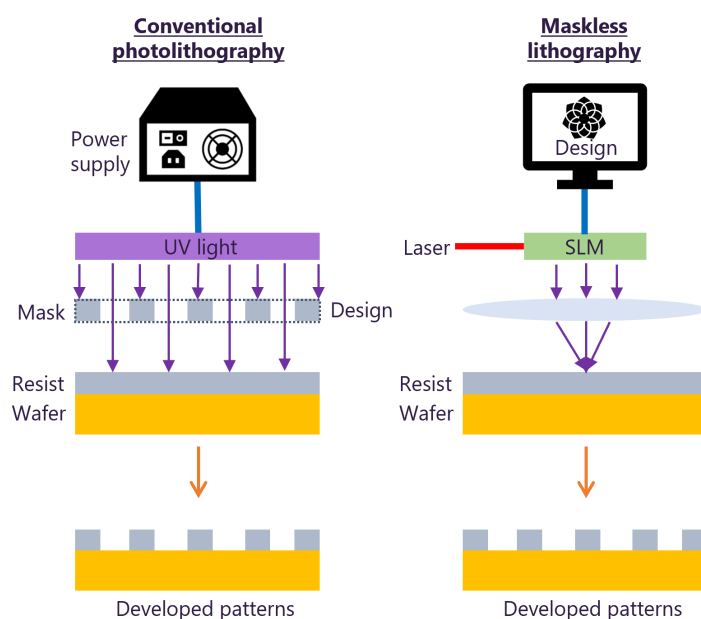 Conventional
photolithography
Power
supply
UV light
Mask
Design
Resist
Wafer
Developed patterns
Maskless
lithography
Design
Laser
SLM
Resist
Wafer
Developed patterns